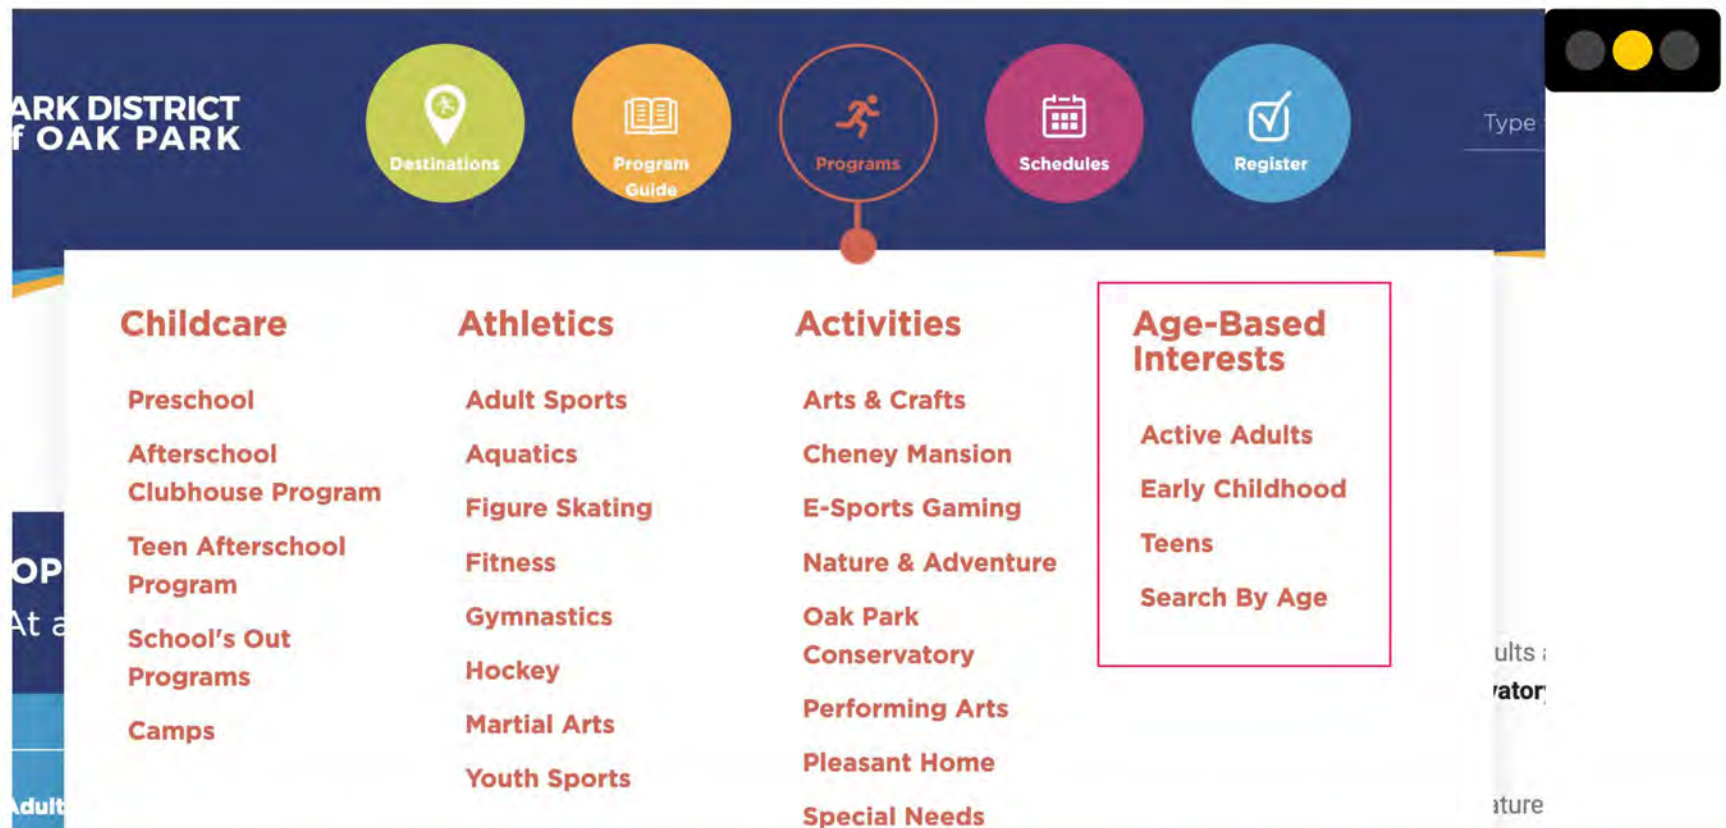 ARK DISTRICT
f OAK PARK
Destinations
Program
Guide
Programs
Schedules
Register
Type
Childcare
Preschool
Afterschool
Clubhouse Program
Teen Afterschool
Program
School's Out
Programs
Camps
Athletics
Adult Sports
Aquatics
Figure Skating
Fitness
Gymnastics
Hockey
Martial Arts
Youth Sports
Activities
Arts & Crafts
Cheney Mansion
E-Sports Gaming
Nature & Adventure
Oak Park
Conservatory
Performing Arts
Pleasant Home
Special Needs
Age-Based
Interests
Active Adults
Early Childhood
Teens
Search By Age
OP
At a
Adult
ults
vatory
ature